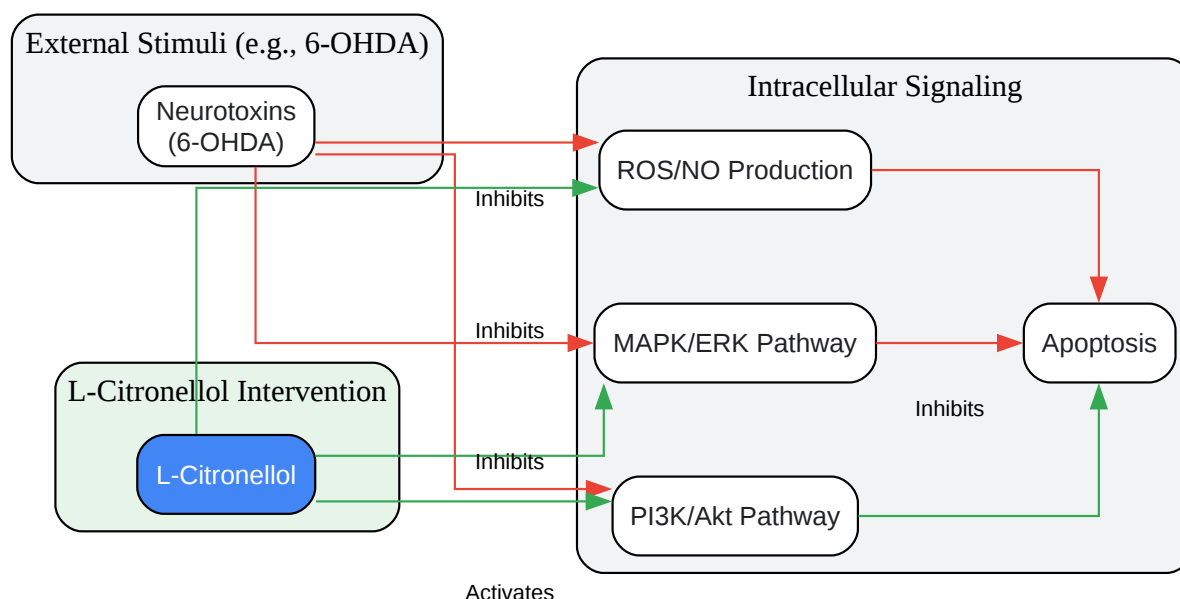 External Stimuli (e.g., 6-OHDA)
Neurotoxins
(6-OHDA)
Intracellular Signaling
ROS/NO Production
Inhibits
Inhibits
MAPK/ERK Pathway
Apoptosis
L-Citronellol Intervention
Inhibits
L-Citronellol
Inhibits
PI3K/Akt Pathway
Activates